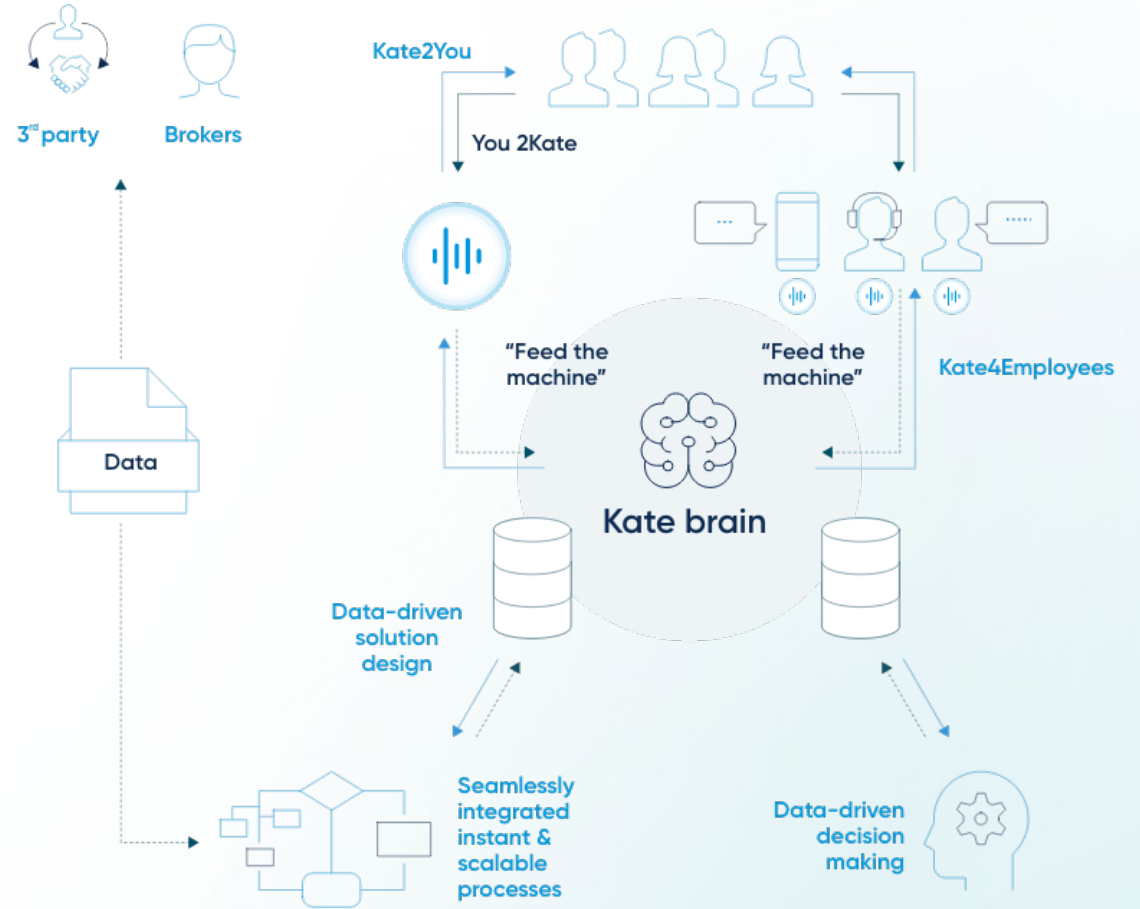 Kate2You
3rd party
Brokers
You 2Kate
"Feed the
machine"
"Feed the
machine"
Kate4Employees
Data
Kate brain
Data-driven
solution
design
Seamlessly
integrated
instant &
scalable
processes
Data-driven
decision
making